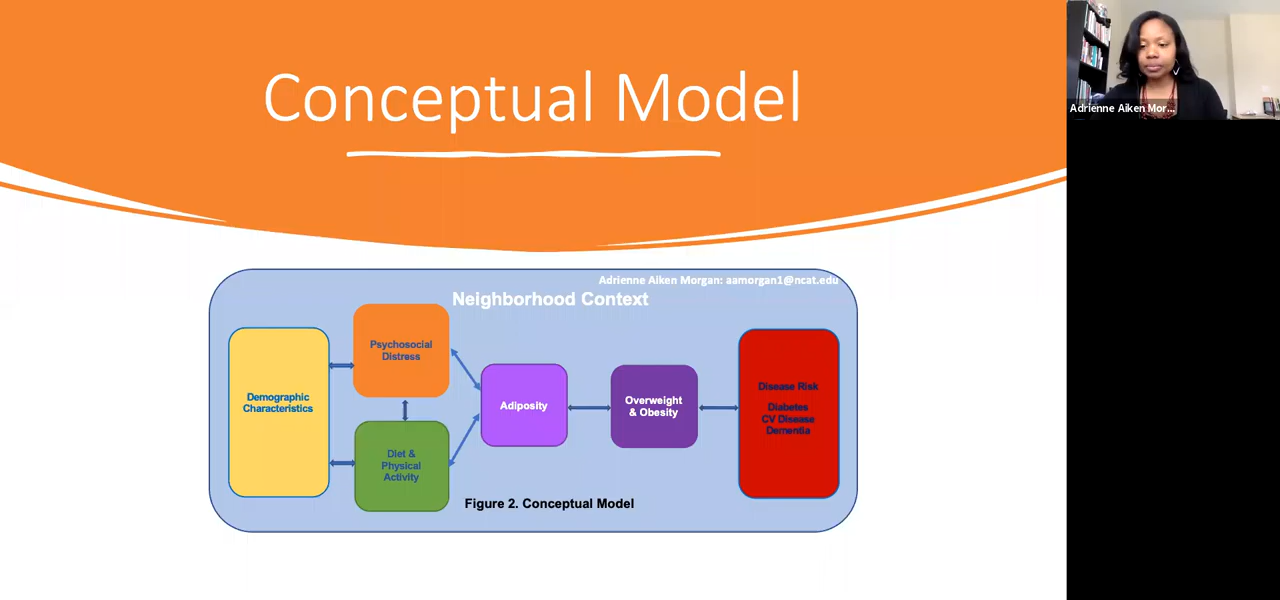 Conceptual Model
Adrienne Aiken Mor...
Adrienne Aiken Morgan: aamorgan1@ncat.edu
Neighborhood Context
Demographic
Characteristics
Psychosocial
Distress
Diet &
Physical
Activity
Adiposity
Overweight
& Obesity
Disease Risk
Diabetes
CV Disease
Dementia
Figure 2. Conceptual Model